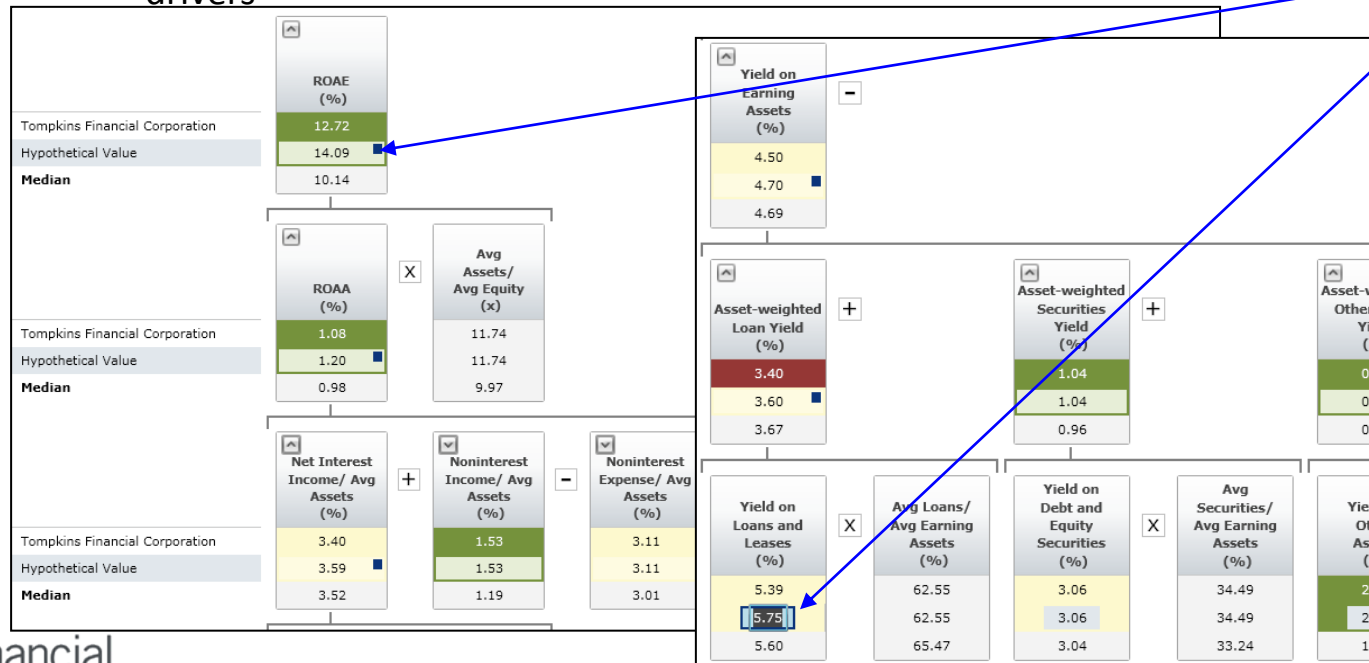 drivers
ROAE
(%)
Tompkins Financial Corporation 12.72
Hypothetical Value 14.09
Median 10.14
ROAA
(%)
X
Avg
Assets/
Avg Equity
(x)
Tompkins Financial Corporation 1.08 11.74
Hypothetical Value 1.20 11.74
Median 0.98 9.97
Net Interest
Income/ Avg
Assets
(%)
+
Noninterest
Income/ Avg
Assets
(%)
-
Noninterest
Expense/ Avg
Assets
(%)
Tompkins Financial Corporation 3.40 1.53 3.11
Hypothetical Value 3.59 1.53 3.11
Median 3.52 1.19 3.01
Yield on
Earning
Assets
(%)
-
4.50
4.70
4.69
Asset-weighted
Loan Yield
(%)
+
Asset-weighted
Securities
Yield
(%)
+
3.40 1.04
3.60 1.04
3.67 0.96
Yield on
Loans and
Leases
(%)
X
Avg Loans/
Avg Earning
Assets
(%)
Yield on
Debt and
Equity
Securities
(%)
X
Avg
Securities/
Avg Earning
Assets
(%)
5.39 62.55 3.06 34.49
5.75 62.55 3.06 34.49
5.60 65.47 3.04 33.24